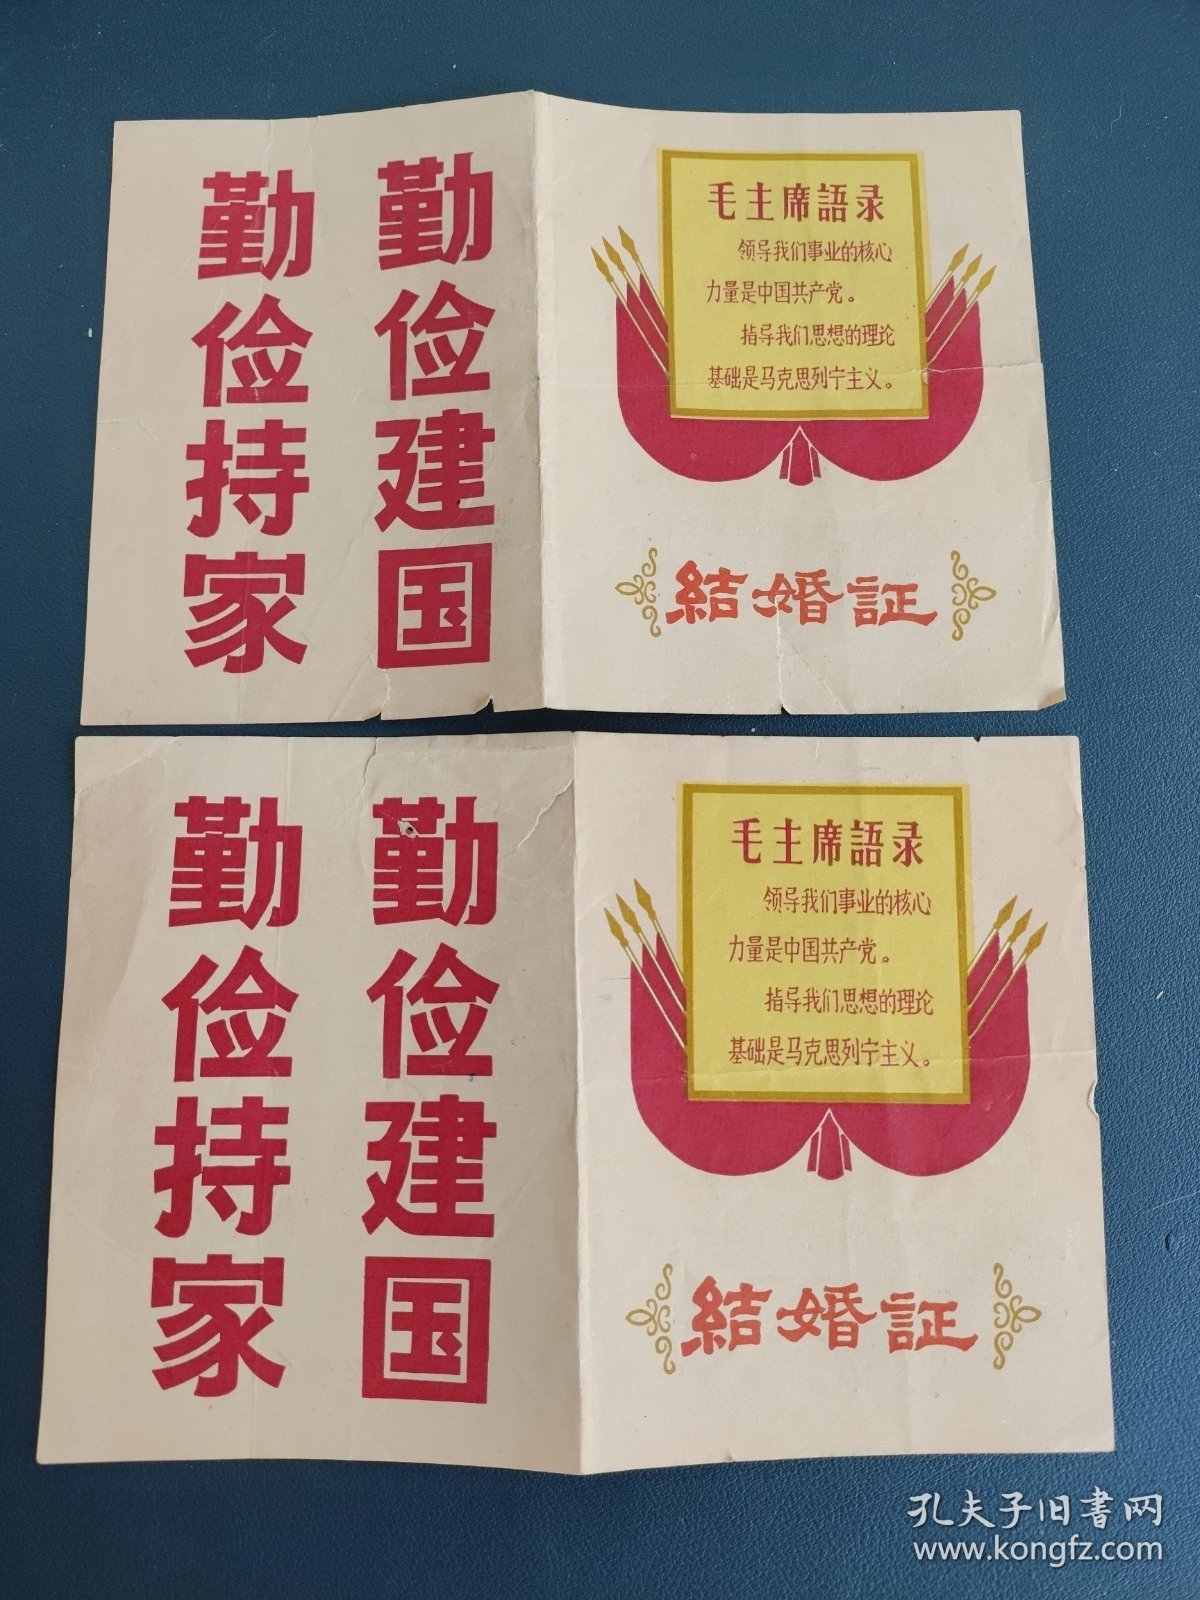 勤俭建国
勤俭持家
毛主席語录
领导我们事业的核心
力量是中国共产党。
指导我们思想的理论
基础是马克思列宁主义。
結婚証
勤俭建国
勤俭持家
毛主席語录
领导我们事业的核心
力量是中国共产党。
指导我们思想的理论
基础是马克思列宁主义。
結婚証
孔夫子旧书网
www.kongfz.com